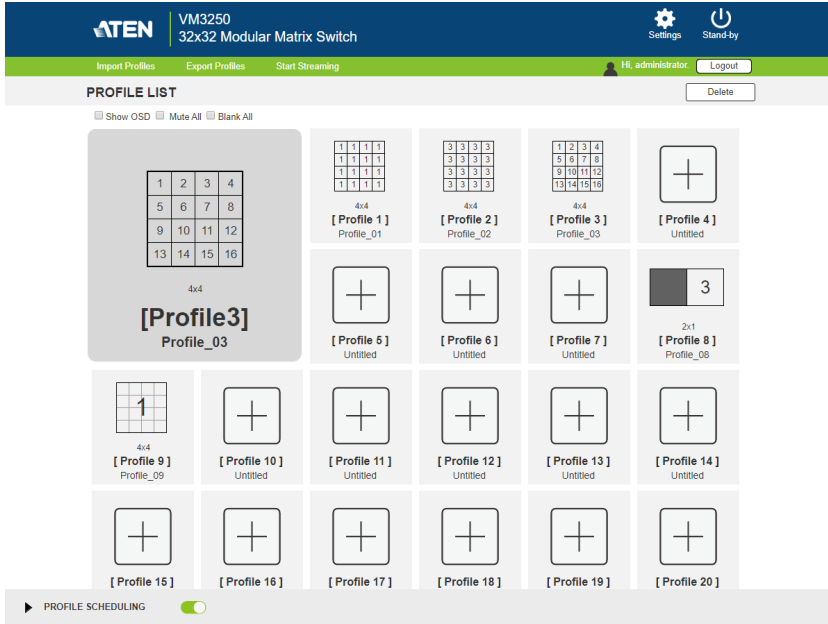 ATEN
VM3250
32x32 Modular Matrix Switch
Settings
Stand-by
Import Profiles
Export Profiles
Start Streaming
Hi, administrator.
Logout
PROFILE LIST
Delete
Show OSD
Mute All
Blank All
1 2 3 4
5 6 7 8
9 10 11 12
13 14 15 16
4x4
[Profile3]
Profile_03
1 1 1 1
1 1 1 1
1 1 1 1
1 1 1 1
4x4
[ Profile 1 ]
Profile_01
3 3 3 3
3 3 3 3
3 3 3 3
3 3 3 3
4x4
[ Profile 2 ]
Profile_02
1 2 3 4
5 6 7 8
9 10 11 12
13 14 15 16
4x4
[ Profile 3 ]
Profile_03
[ Profile 4 ]
Untitled
[ Profile 5 ]
Untitled
[ Profile 6 ]
Untitled
[ Profile 7 ]
Untitled
3
2x1
[ Profile 8 ]
Profile_08
1
4x4
[ Profile 9 ]
Profile_09
[ Profile 10 ]
Untitled
[ Profile 11 ]
Untitled
[ Profile 12 ]
Untitled
[ Profile 13 ]
Untitled
[ Profile 14 ]
Untitled
[ Profile 15 ]
[ Profile 16 ]
[ Profile 17 ]
[ Profile 18 ]
[ Profile 19 ]
[ Profile 20 ]
PROFILE SCHEDULING